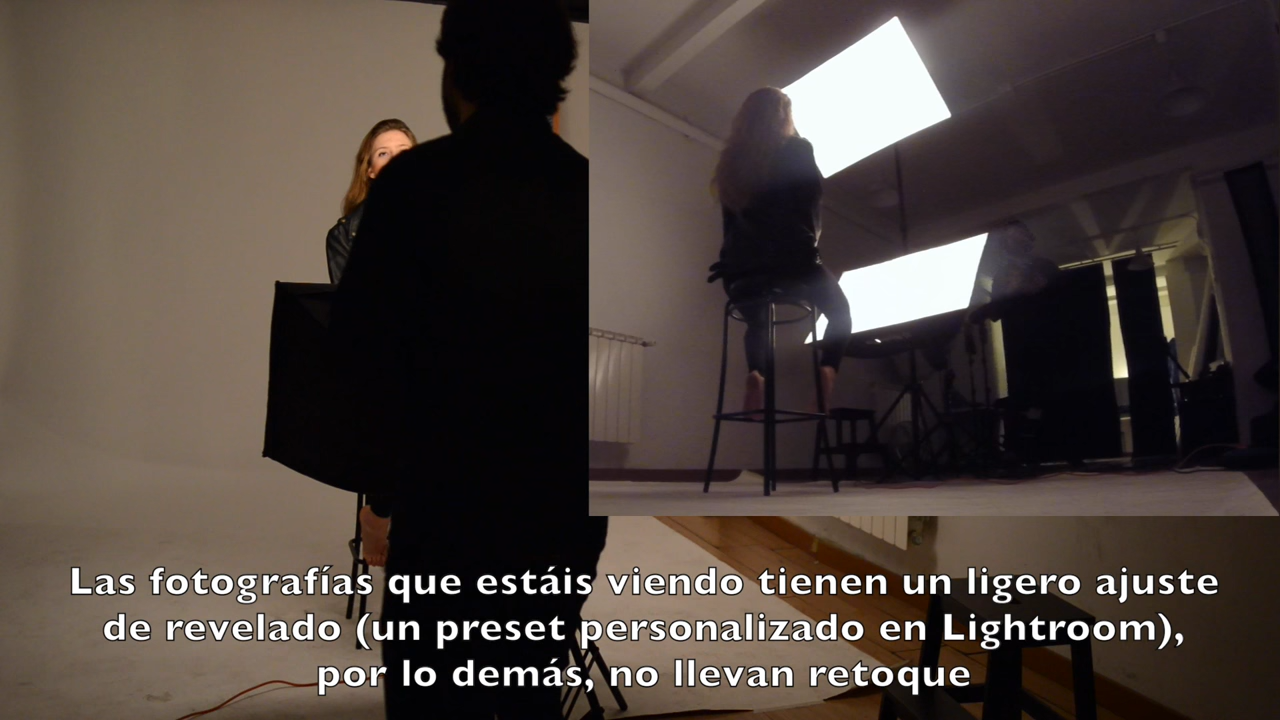 Las fotografías que estáis viendo tienen un ligero ajuste
de revelado (un preset personalizado en Lightroom),
por lo demás, no llevan retoque